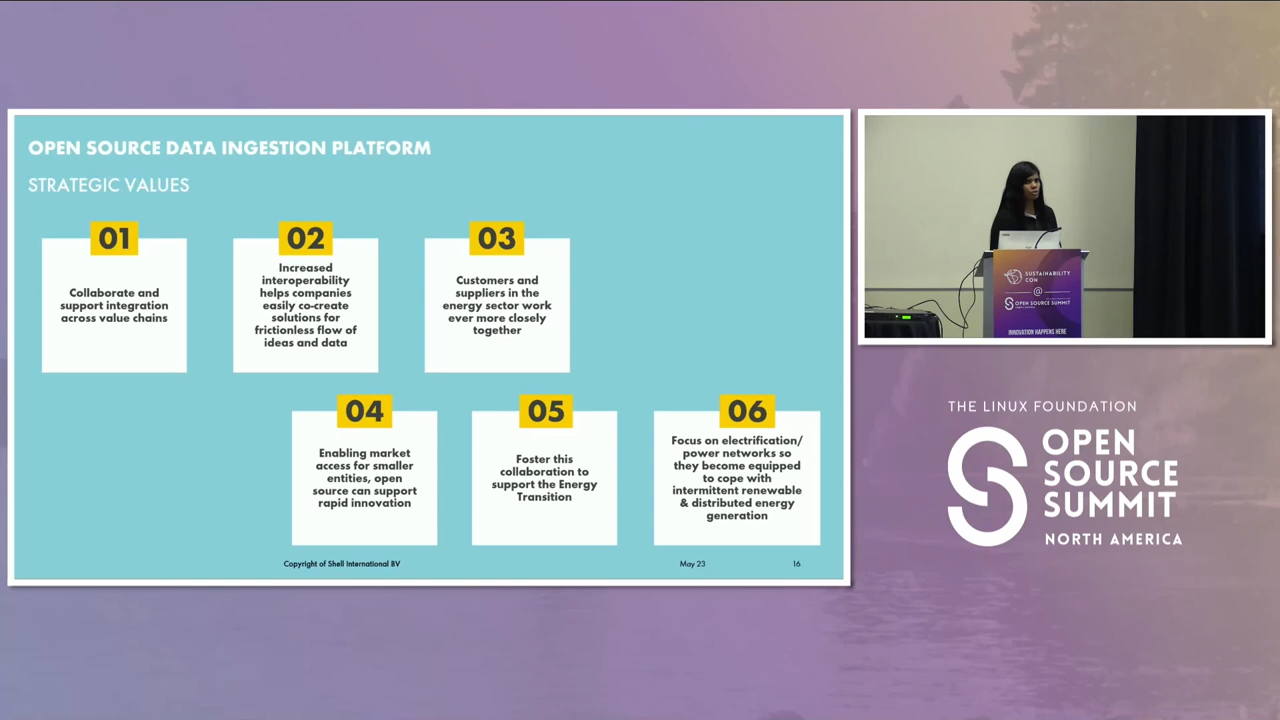 OPEN SOURCE DATA INGESTION PLATFORM
STRATEGIC VALUES
01
Collaborate and
support integration
across value chains
02
Increased
interoperability
helps companies
easily co-create
solutions for
frictionless flow of
ideas and data
03
Customers and
suppliers in the
energy sector work
ever more closely
together
04
Enabling market
access for smaller
entities, open
source can support
rapid innovation
05
Foster this
collaboration to
support the Energy
Transition
06
Focus on electrification/
power networks so
they become equipped
to cope with
intermittent renewable
& distributed energy
generation
Copyright of Shell International BV
May 23
16
SUSTAINABILITY
CON
@
OPEN SOURCE SUMMIT
INNOVATION HAPPENS HERE
THE LINUX FOUNDATION
OPEN
SOURCE
SUMMIT
NORTH AMERICA